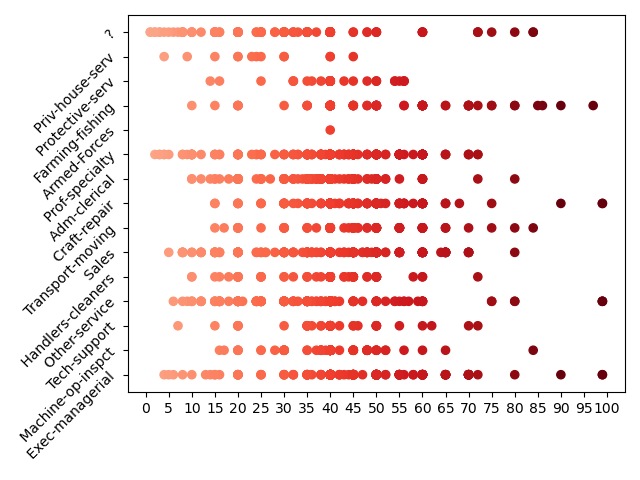 ?
Priv-house-serv
Protective-serv
Farming-fishing
Armed-Forces
Prof-specialty
Adm-clerical
Craft-repair
Transport-moving
Sales
Handlers-cleaners
Other-service
Tech-support
Machine-op-inspct
Exec-managerial
0 5 10 15 20 25 30 35 40 45 50 55 60 65 70 75 80 85 90 95 100